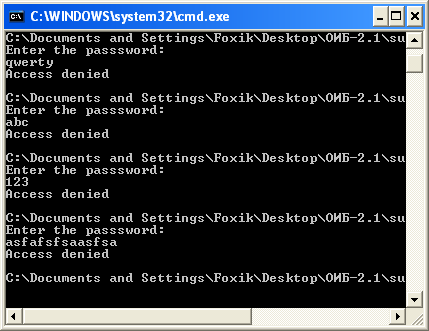 C:\WINDOWS\system32\cmd.exe
C:\Documents and Settings\Foxik\Desktop\ОИБ-2.1\su
Enter the passsword:
qwerty
Access denied
C:\Documents and Settings\Foxik\Desktop\ОИБ-2.1\su
Enter the passsword:
abc
Access denied
C:\Documents and Settings\Foxik\Desktop\ОИБ-2.1\su
Enter the passsword:
123
Access denied
C:\Documents and Settings\Foxik\Desktop\ОИБ-2.1\su
Enter the passsword:
asfafsfsaasfsa
Access denied
C:\Documents and Settings\Foxik\Desktop\ОИБ-2.1\su